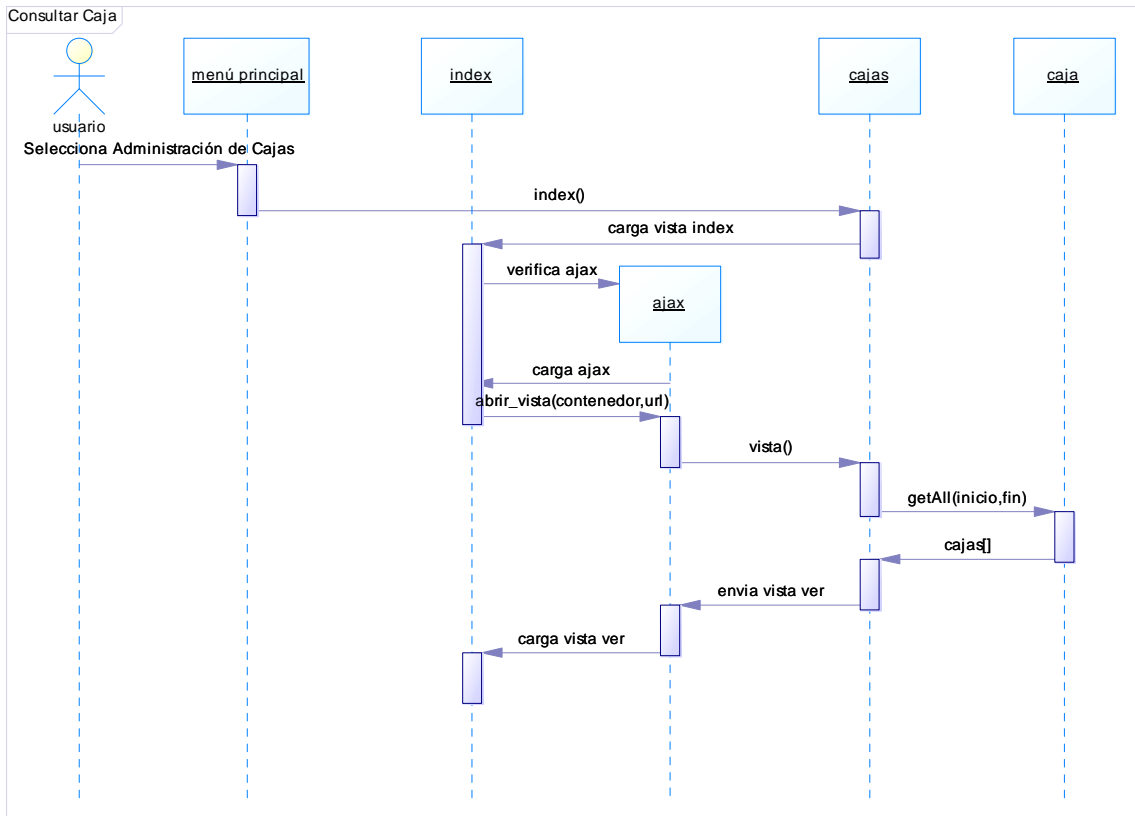 Consultar Caja
menú principal
index
cajas
caja
usuario
Selecciona Administración de Cajas
index()
carga vista index
verifica ajax
ajax
carga ajax
abrir_vista(contenedor,url)
vista()
getAll(inicio,fin)
cajas[]
envia vista ver
carga vista ver